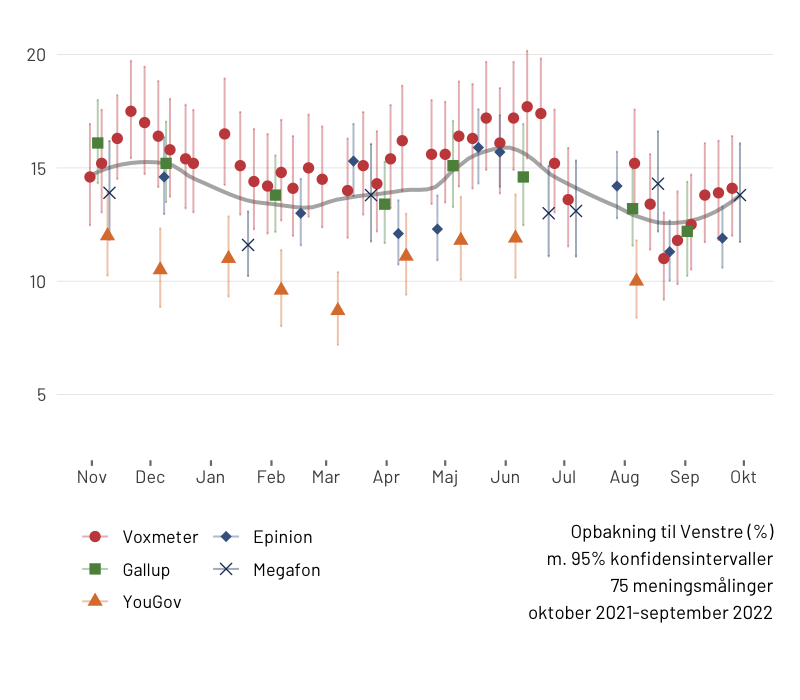 20
15
10
5
Nov Dec Jan Feb Mar Apr Maj Jun Jul Aug Sep Okt
Voxmeter Epinion
Gallup Megafon
YouGov
Opbakning til Venstre (%)
m. 95% konfidensintervaller
75 meningsmålinger
oktober 2021-september 2022